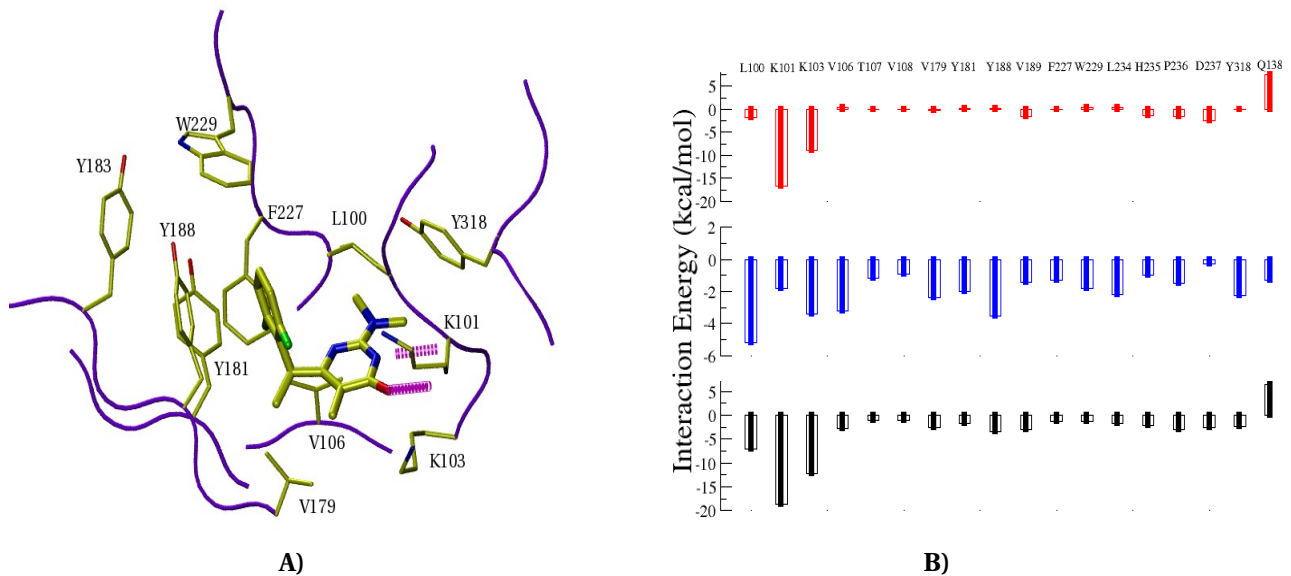 W229
Y183
F227
L100
Y318
Y188
K101
Y181
V106
K103
V179
A)
L100 K101 K103 V106 T107 V108 V179 Y181 Y188 V189 F227 W229 L234 H235 P236 D237 Y318 Q138
Interaction Energy (kcal/mol)
5
0
-5
-10
-15
-20
2
0
-2
-4
-6
5
0
-5
-10
-15
-20
B)